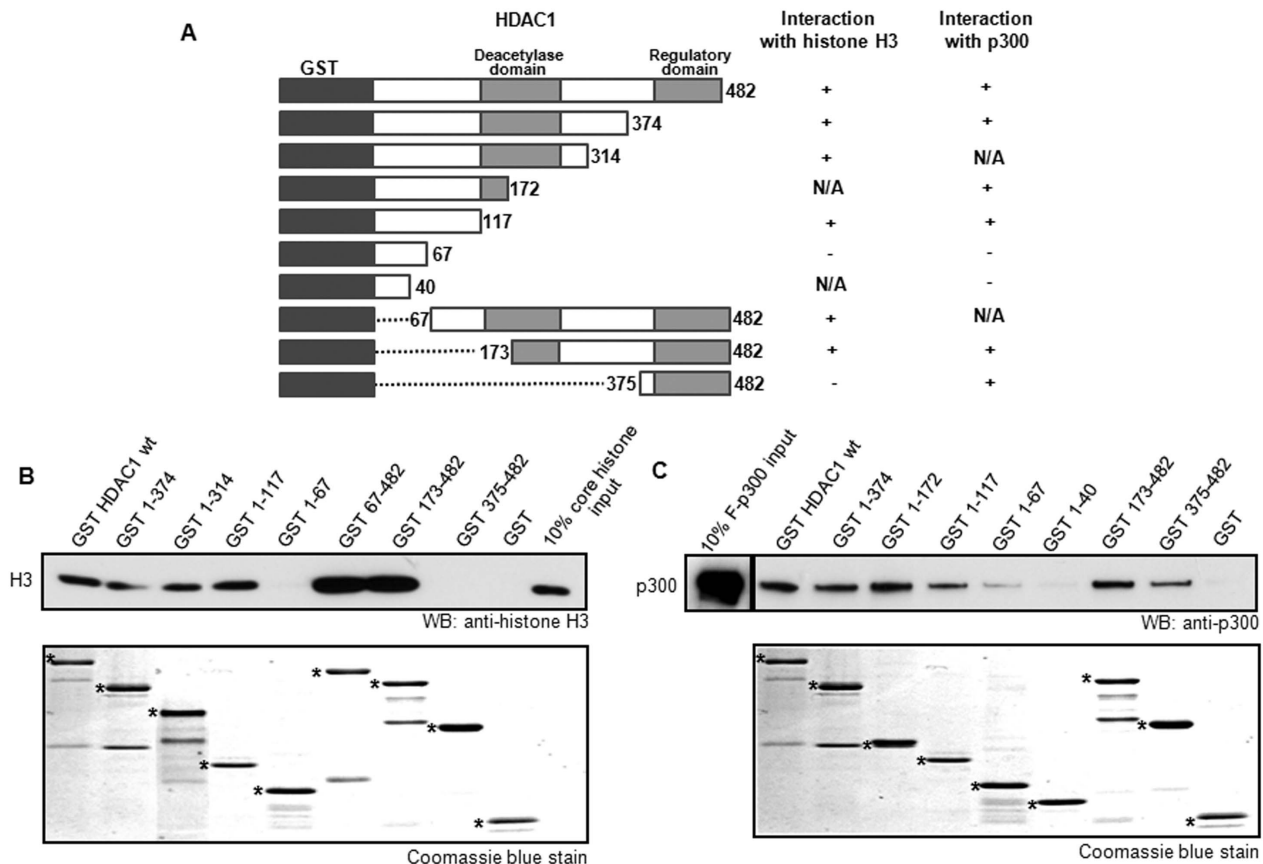 A
HDAC1
Interaction with histone H3
Interaction with p300
GST
Deacetylase domain
Regulatory domain
482 + +
374 + +
314 + N/A
172 N/A +
117 + +
67 - -
40 N/A -
67 482 + N/A
173 482 + +
375 482 - +
B
GST HDAC1 wt
GST 1-374
GST 1-314
GST 1-117
GST 1-67
GST 67-482
GST 173-482
GST 375-482
GST
10% core histone input
H3
WB: anti-histone H3
* * * * * * * * *
Coomassie blue stain
C
10% F-p300 input
GST HDAC1 wt
GST 1-374
GST 1-172
GST 1-117
GST 1-67
GST 1-40
GST 173-482
GST 375-482
GST
p300
WB: anti-p300
* * * * * * * * *
Coomassie blue stain